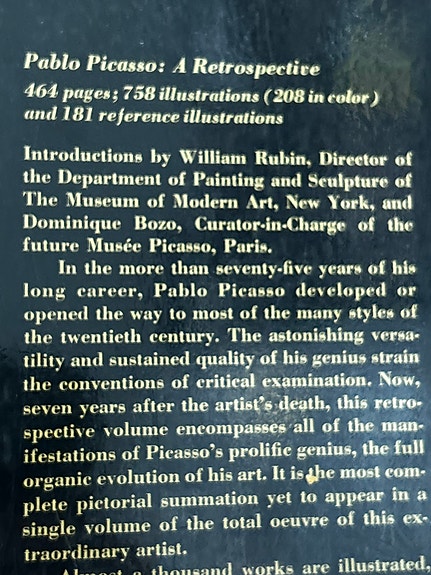 Pablo Picasso: A Retrospective
464 pages; 758 illustrations (208 in color)
and 181 reference illustrations
Introductions by William Rubin, Director of
the Department of Painting and Sculpture of
The Museum of Modern Art, New York, and
Dominique Bozo, Curator-in-Charge of the
future Musée Picasso, Paris.
In the more than seventy-five years of his
long career, Pablo Picasso developed or
opened the way to most of the many styles of
the twentieth century. The astonishing versa-
tility and sustained quality of his genius strain
the conventions of critical examination. Now,
seven years after the artist's death, this retro-
spective volume encompasses all of the man-
ifestations of Picasso's prolific genius, the full
organic evolution of his art. It is the most com-
plete pictorial summation yet to appear in a
single volume of the total oeuvre of this ex-
traordinary artist.
Almost a thousand works are illustrated,